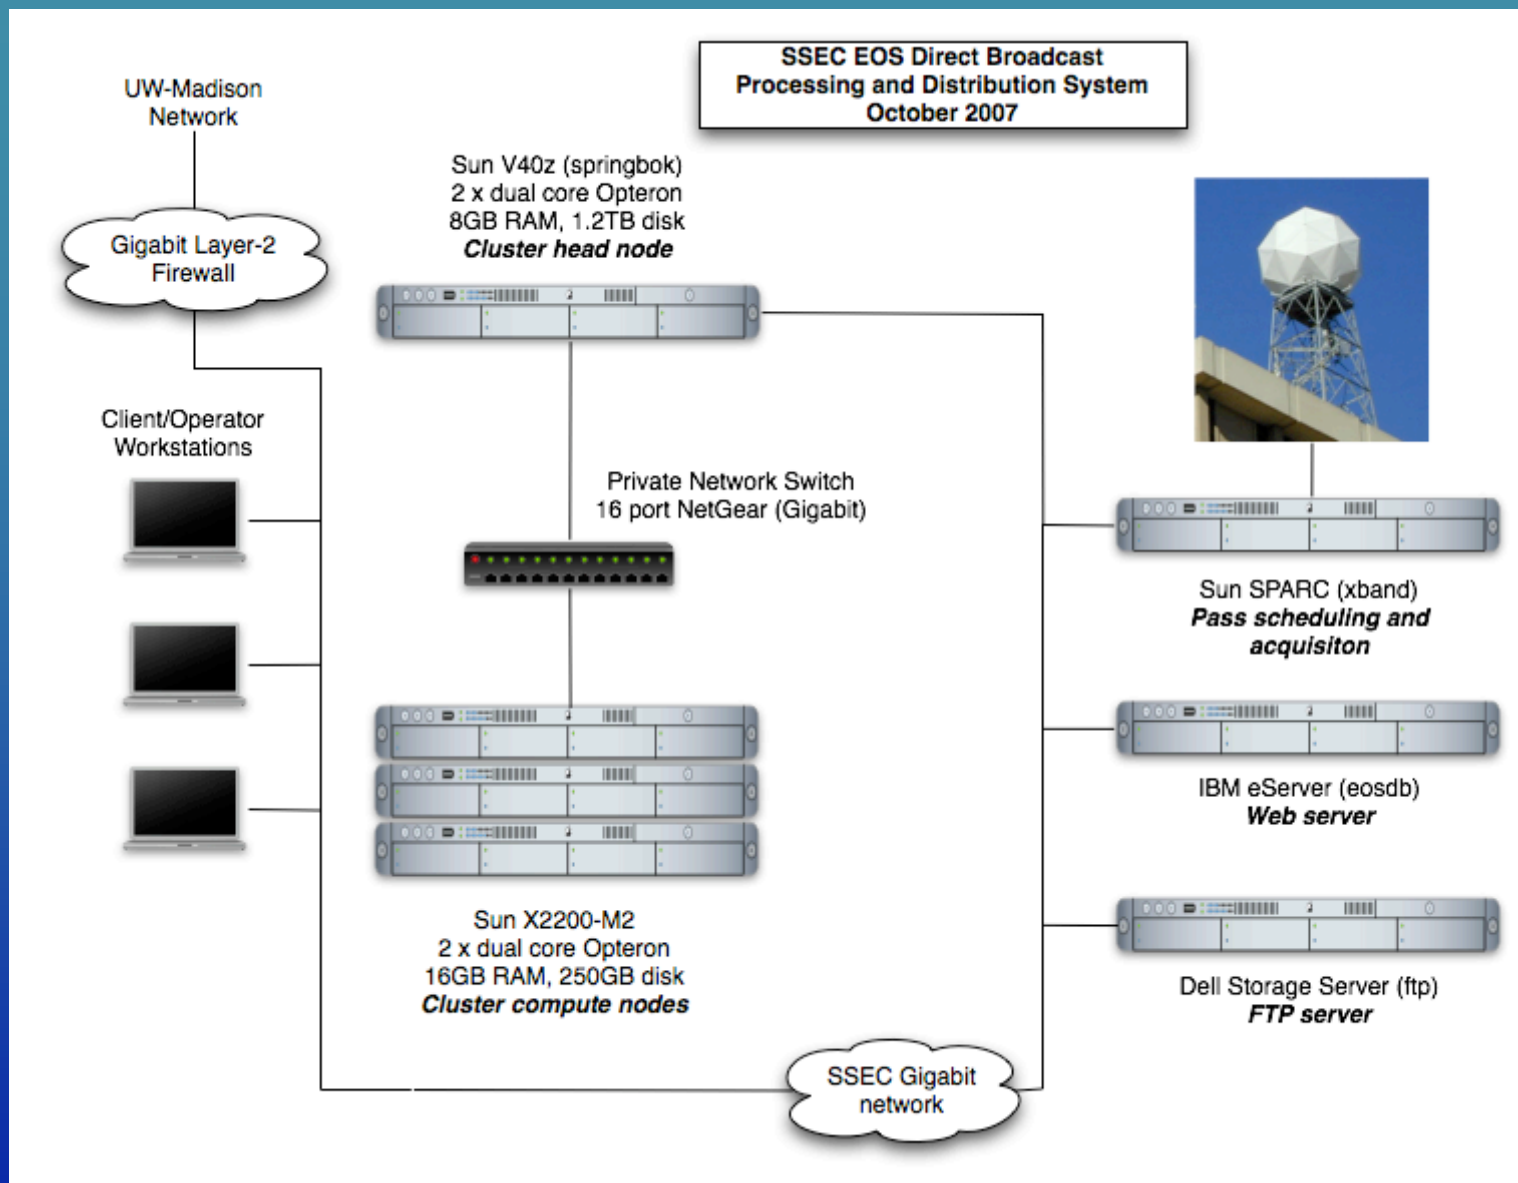 SSEC EOS Direct Broadcast
Processing and Distribution System
October 2007
UW-Madison
Network
Gigabit Layer-2
Firewall
Sun V40z (springbok)
2 x dual core Opteron
8GB RAM, 1.2TB disk
Cluster head node
Client/Operator
Workstations
Private Network Switch
16 port NetGear (Gigabit)
Sun SPARC (xband)
Pass scheduling and
acquisiton
IBM eServer (eosdb)
Web server
Sun X2200-M2
2 x dual core Opteron
16GB RAM, 250GB disk
Cluster compute nodes
Dell Storage Server (ftp)
FTP server
SSEC Gigabit
network